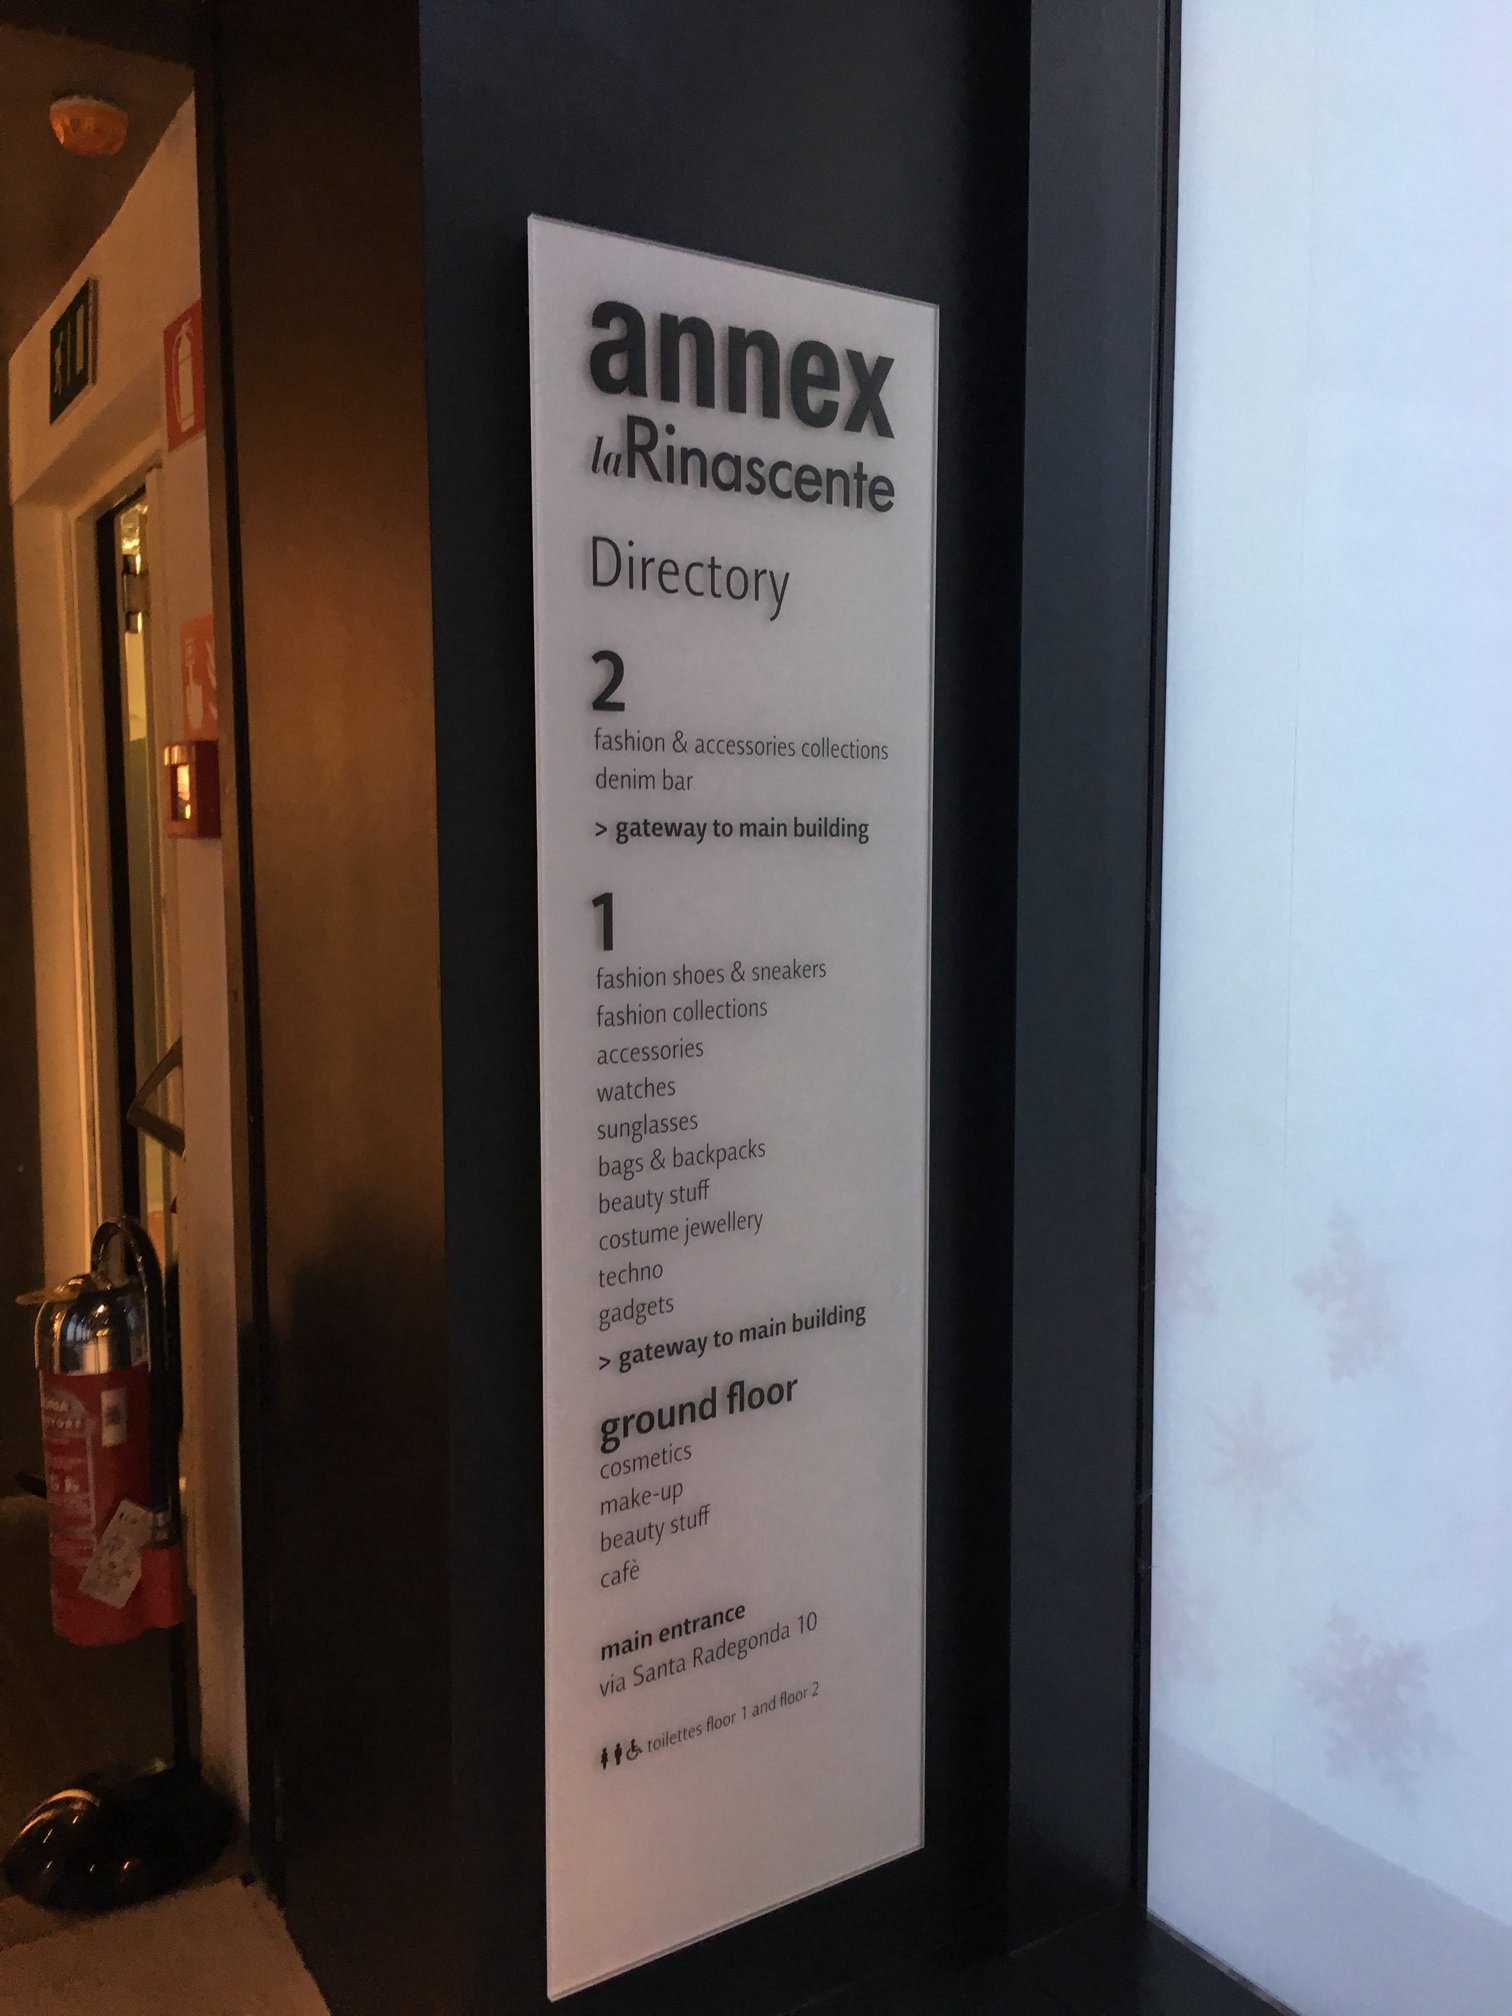 annex
laRinascente
Directory
2
fashion & accessories collections
denim bar
> gateway to main building
1
fashion shoes & sneakers
fashion collections
accessories
watches
sunglasses
bags & backpacks
beauty stuff
costume jewellery
techno
gadgets
> gateway to main building
ground floor
cosmetics
make-up
beauty stuff
cafè
main entrance
via Santa Radegonda 10
toilettes floor 1 and floor 2